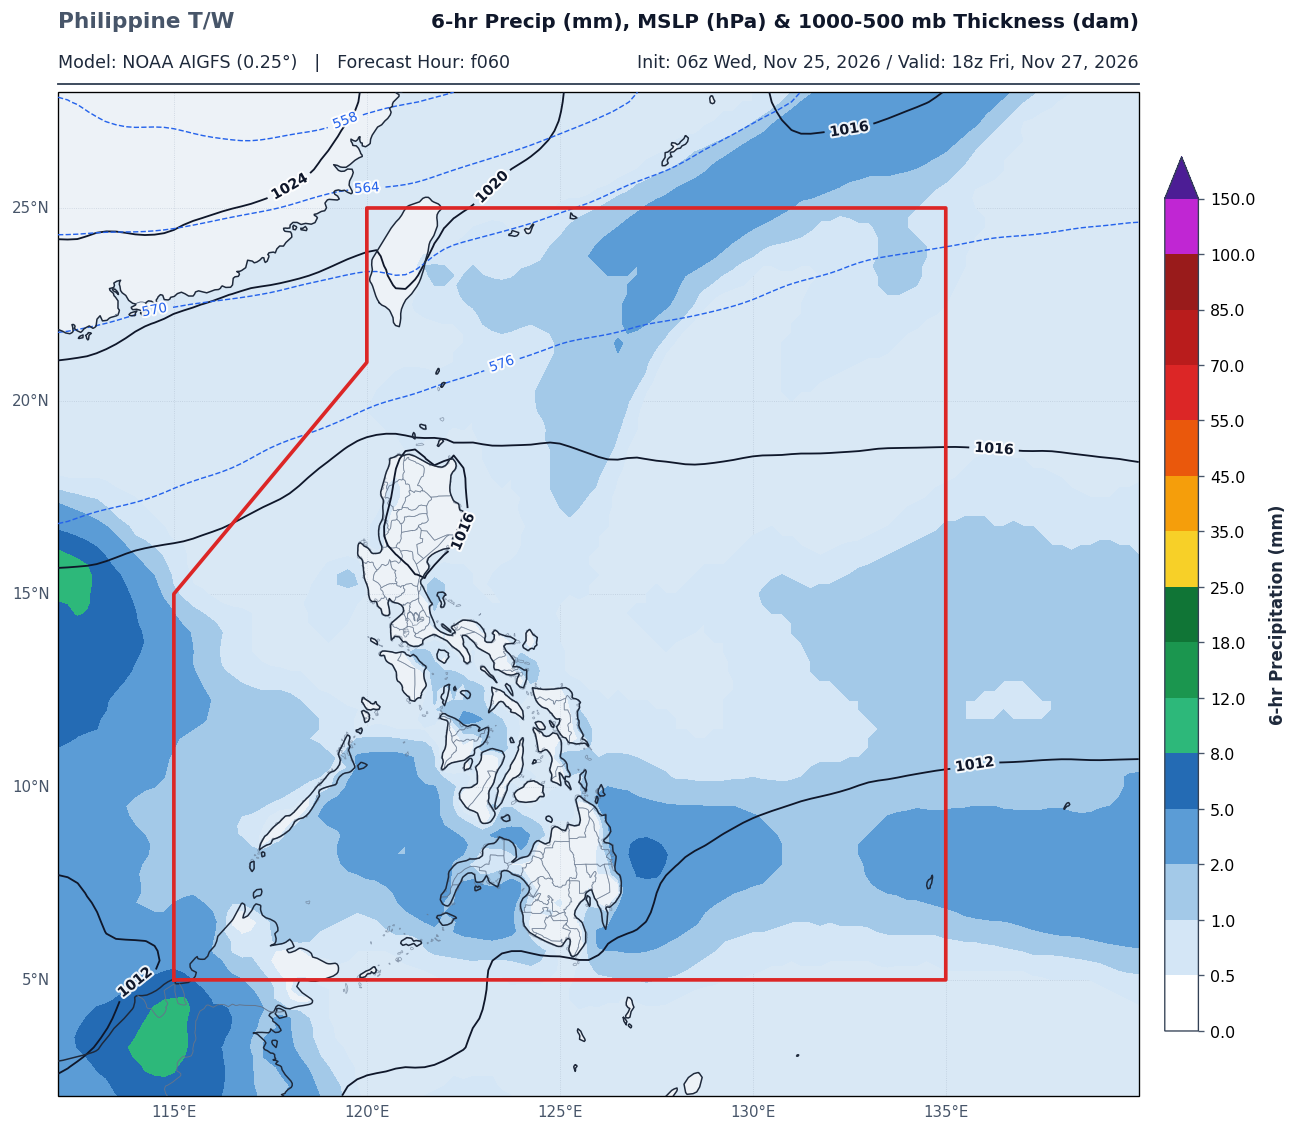 Philippine T/W
6-hr Precip (mm), MSLP (hPa) & 1000-500 mb Thickness (dam)
Model: NOAA AIGFS (0.25°) | Forecast Hour: f060
Init: 06z Wed, Nov 25, 2026 / Valid: 18z Fri, Nov 27, 2026
558
1016
1024
564
1020
570
576
1016
1016
1012
1012
25°N
20°N
15°N
10°N
5°N
115°E
120°E
125°E
130°E
135°E
150.0
100.0
85.0
70.0
55.0
45.0
35.0
25.0
18.0
12.0
8.0
5.0
2.0
1.0
0.5
0.0
6-hr Precipitation (mm)